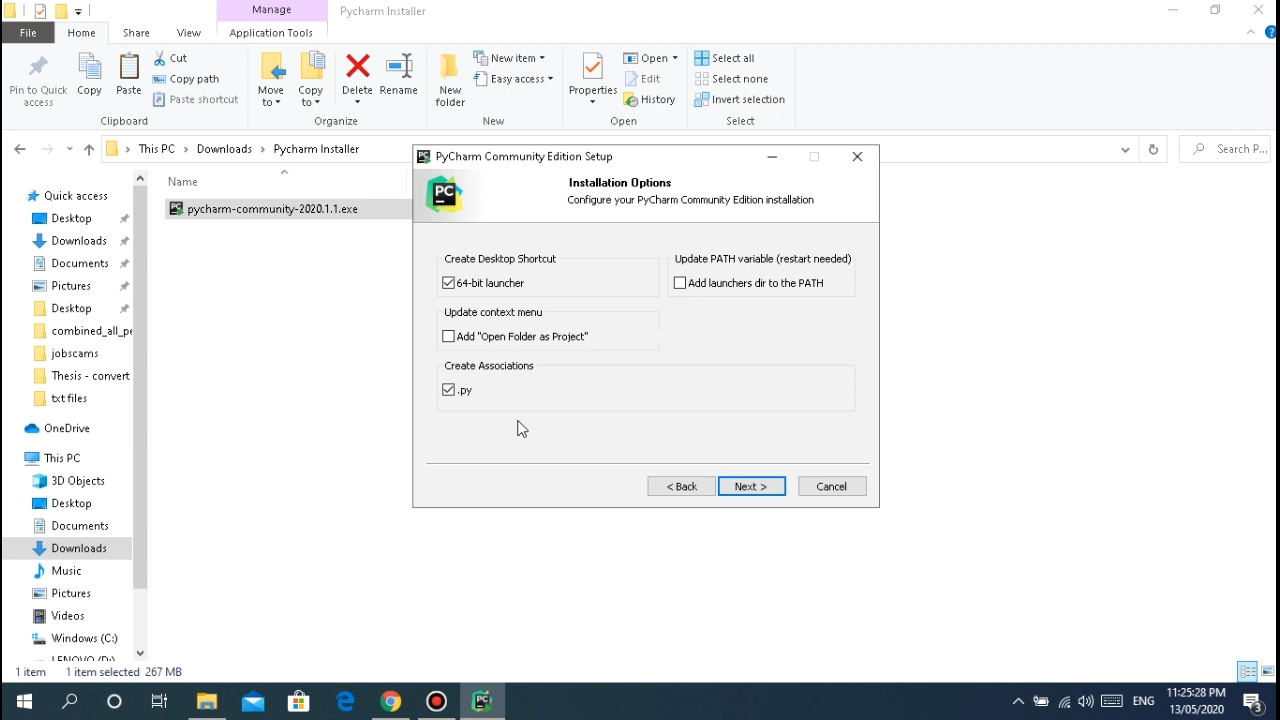 Manage
Pycharm Installer
File
Home
Share
View
Application Tools
Pin to Quick
access
Copy
Paste
Cut
Copy path
Paste shortcut
Clipboard
Move
to
Copy
to
Delete
Rename
Organize
New
folder
New item
Easy access
New
Properties
Open
Edit
History
Open
Select all
Select none
Invert selection
Select
This PC
Downloads
Pycharm Installer
Search P...
Name
pycharm-community-2020.1.1.exe
Quick access
Desktop
Downloads
Documents
Pictures
Desktop
combined_all_pe
jobscams
Thesis - convert
txt files
OneDrive
This PC
3D Objects
Desktop
Documents
Downloads
Music
Pictures
Videos
Windows (C:)
LENOVO (D:)
PC
PyCharm Community Edition Setup
PC
Installation Options
Configure your PyCharm Community Edition installation
Create Desktop Shortcut
64-bit launcher
Update PATH variable (restart needed)
Add launchers dir to the PATH
Update context menu
Add "Open Folder as Project"
Create Associations
.py
< Back
Next >
Cancel
1 item
1 item selected
267 MB
PC
ENG
11:25:28 PM
13/05/2020
3